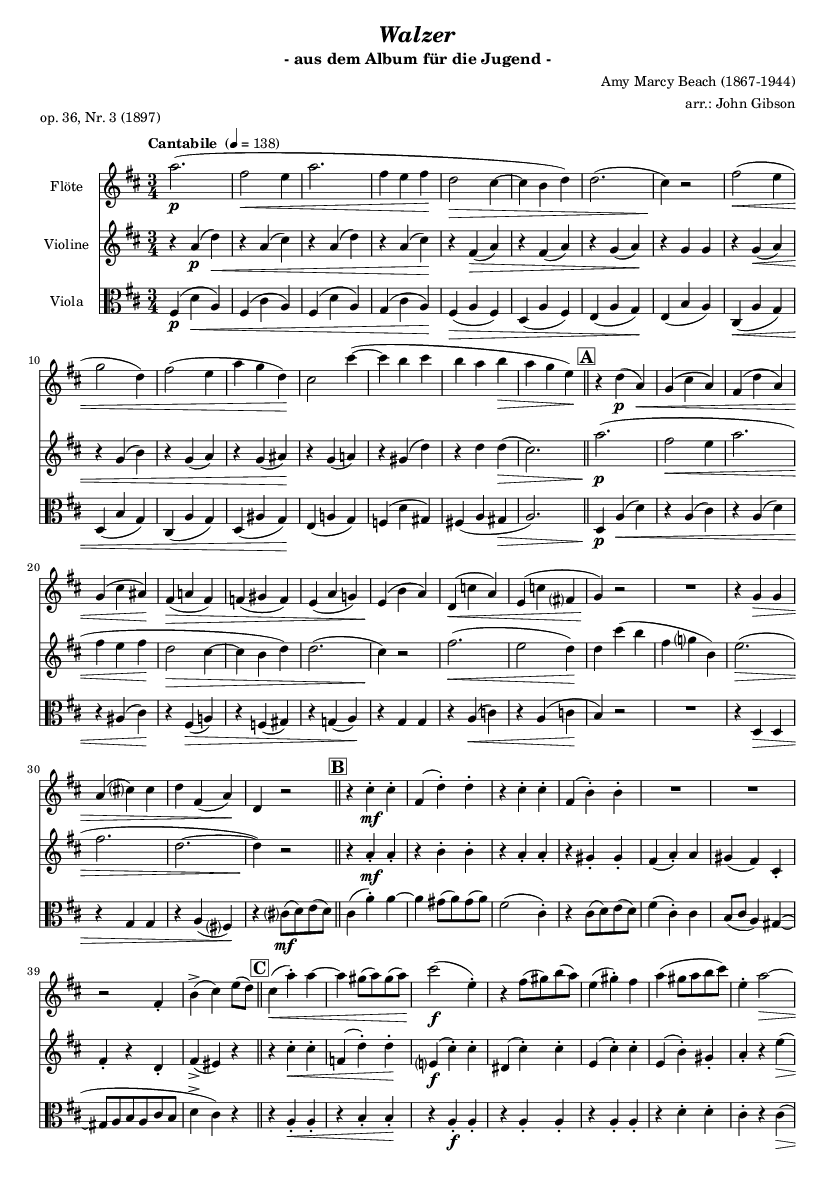 Walzer
- aus dem Album für die Jugend -
Amy Marcy Beach (1867-1944)
arr.: John Gibson
op. 36, Nr. 3 (1897)
Cantabile (♩ = 138)
Flöte
p
Violine
p
Viola
p
10
A
p
p
p
20
30
B
mf
mf
mf
39
C
f
f
f